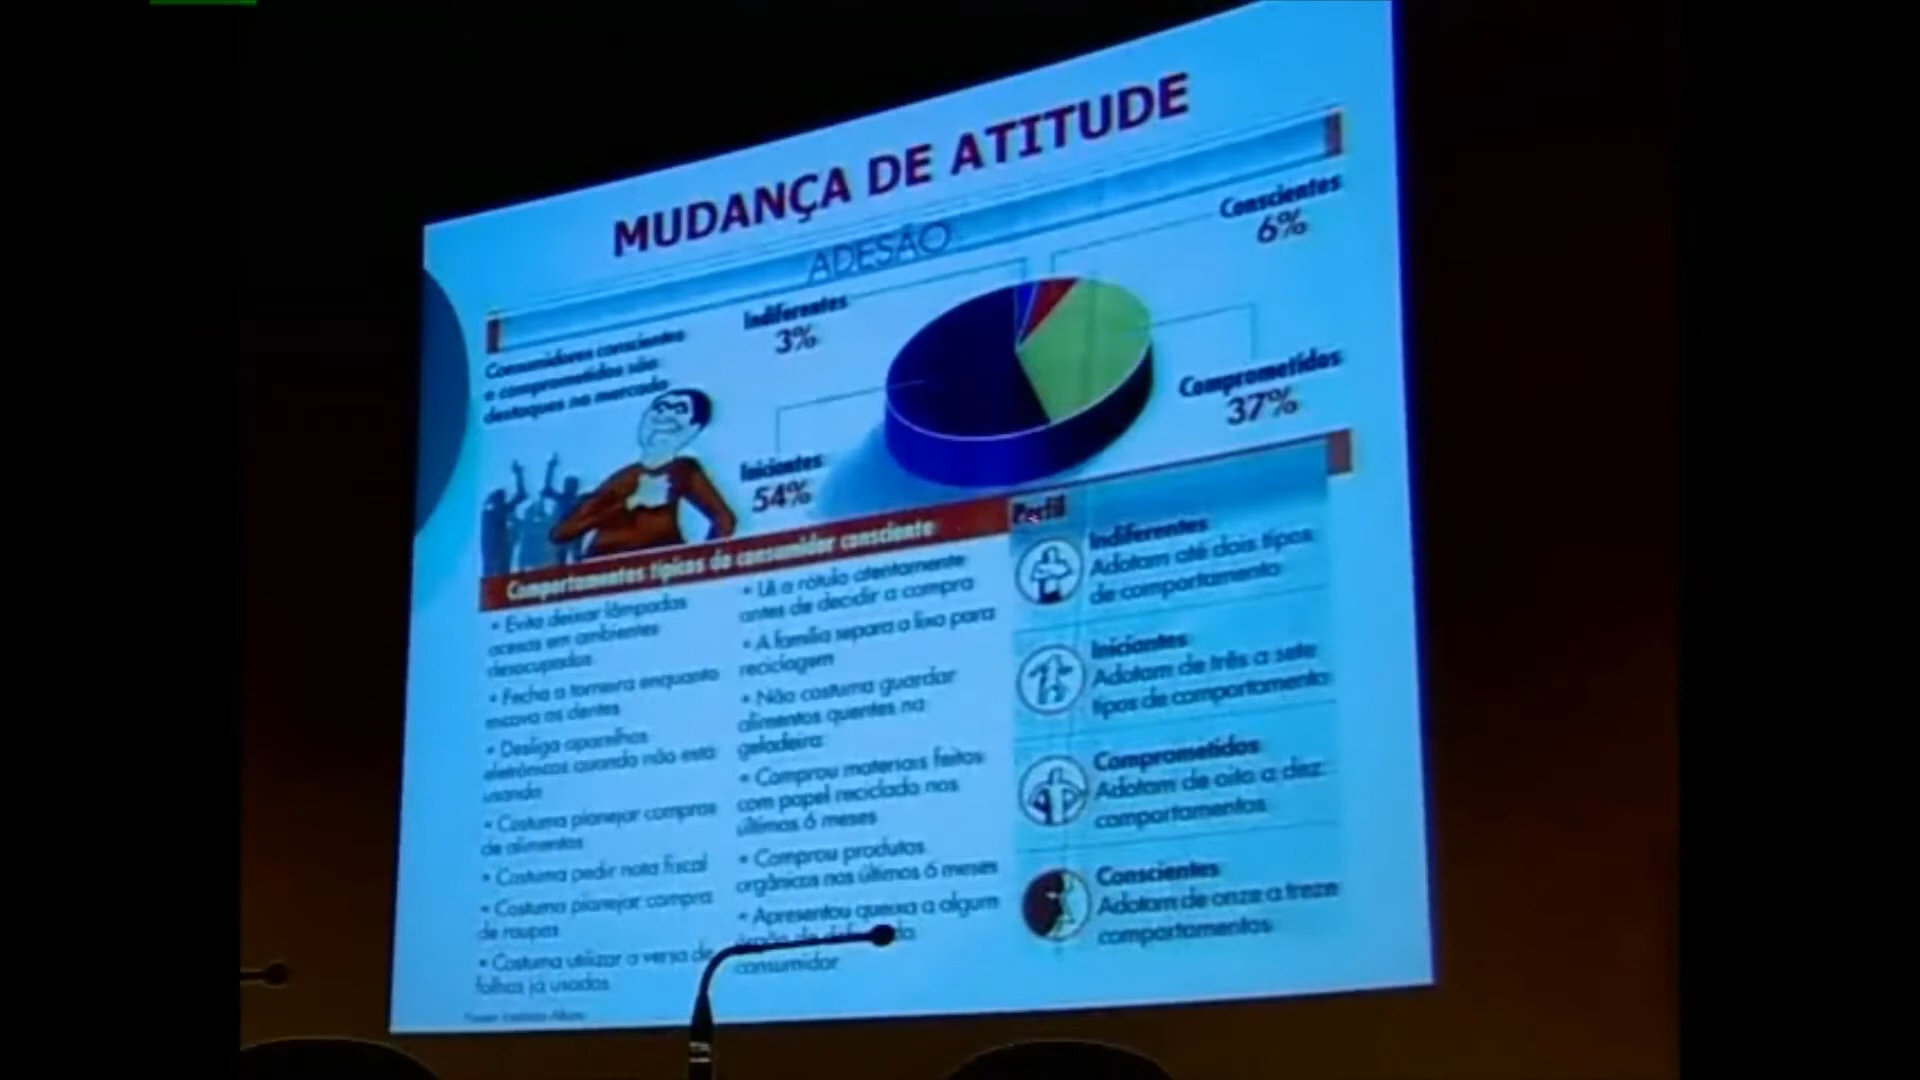 MUDANÇA DE ATITUDE
ADESÃO
Consumidores conscientes
e comprometidos são
destaques no mercado
Indiferentes
3%
Conscientes
6%
Comprometidos
37%
Iniciantes
54%
Comportamentos típicos do consumidor consciente
• Evita deixar lâmpadas
acesas em ambientes
desocupados
• Fecha a torneira enquanto
escova os dentes
• Desliga aparelhos
eletrônicos quando não está
usando
• Costuma planejar compras
de alimentos
• Costuma pedir nota fiscal
• Costuma planejar compra
de roupas
• Costuma utilizar o verso de
folhas já usadas
• Lê o rótulo atentamente
antes de decidir a compra
• A família separa o lixo para
reciclagem
• Não costuma guardar
alimentos quentes na
geladeira
• Comprou materiais feitos
com papel reciclado nos
últimos 6 meses
• Comprou produtos
orgânicos nos últimos 6 meses
• Apresentou queixa a algum
consumidor
Perfil
Indiferentes
Adotam até dois tipos
de comportamento
Iniciantes
Adotam de três a sete
tipos de comportamento
Comprometidos
Adotam de oito a dez
comportamentos
Conscientes
Adotam de onze a treze
comportamentos